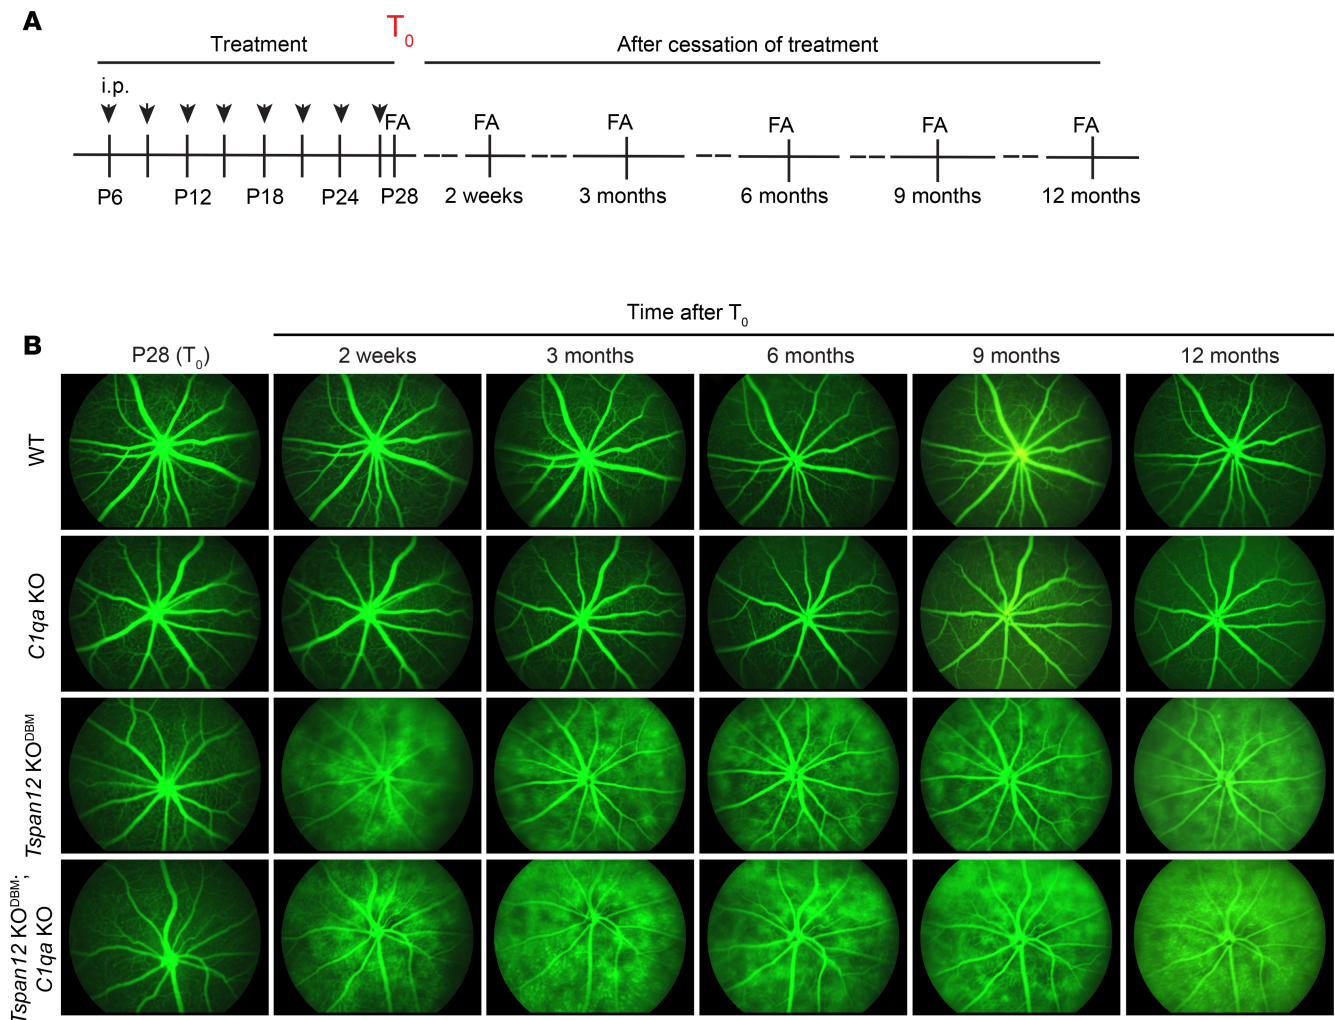 A
T0
Treatment
After cessation of treatment
i.p.
FA FA FA FA FA FA
P6 P12 P18 P24 P28 2 weeks 3 months 6 months 9 months 12 months
Time after T0
B
P28 (T0) 2 weeks 3 months 6 months 9 months 12 months
WT
C1qa KO
Tspan12 KODBM
Tspan12 KODBM;
C1qa KO